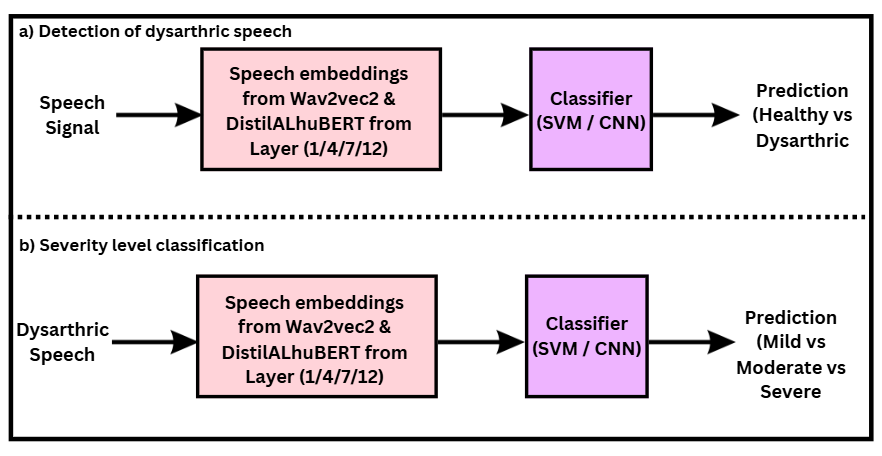 a) Detection of dysarthric speech
Speech
Signal
Speech embeddings
from Wav2vec2 &
DistilALhuBERT from
Layer (1/4/7/12)
Classifier
(SVM / CNN)
Prediction
(Healthy vs
Dysarthric
b) Severity level classification
Dysarthric
Speech
Speech embeddings
from Wav2vec2 &
DistilALhuBERT from
Layer (1/4/7/12)
Classifier
(SVM / CNN)
Prediction
(Mild vs
Moderate vs
Severe